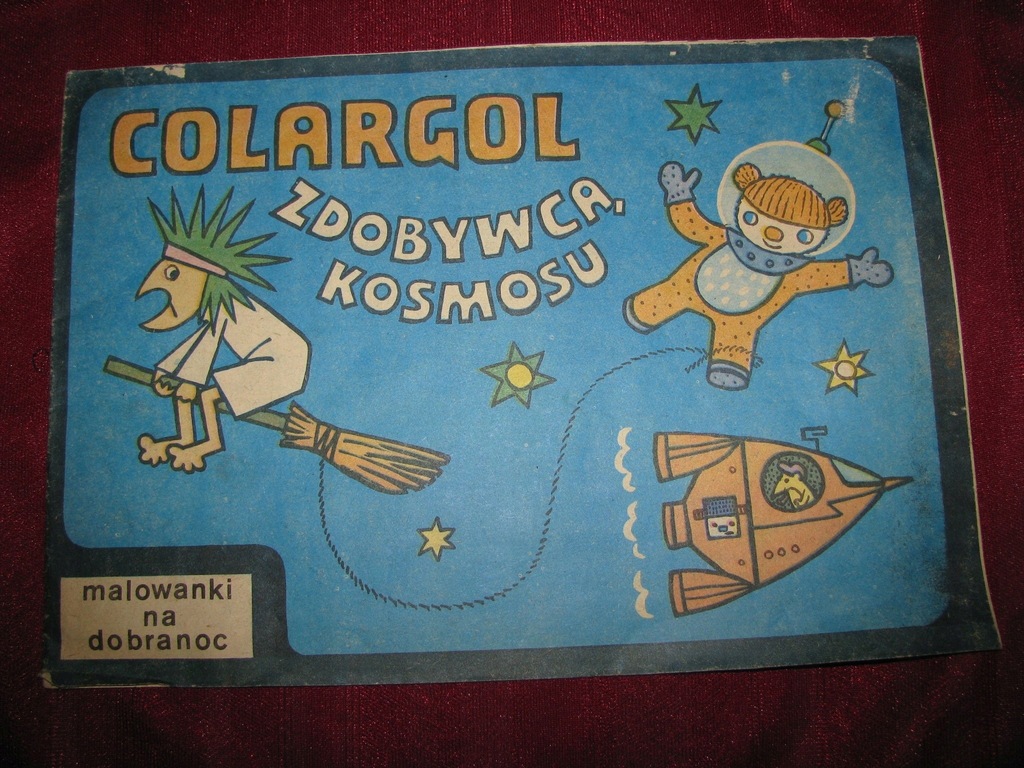 COLARGOL
ZDOBYWCA
KOSMOSU
malowanki
na
dobranoc